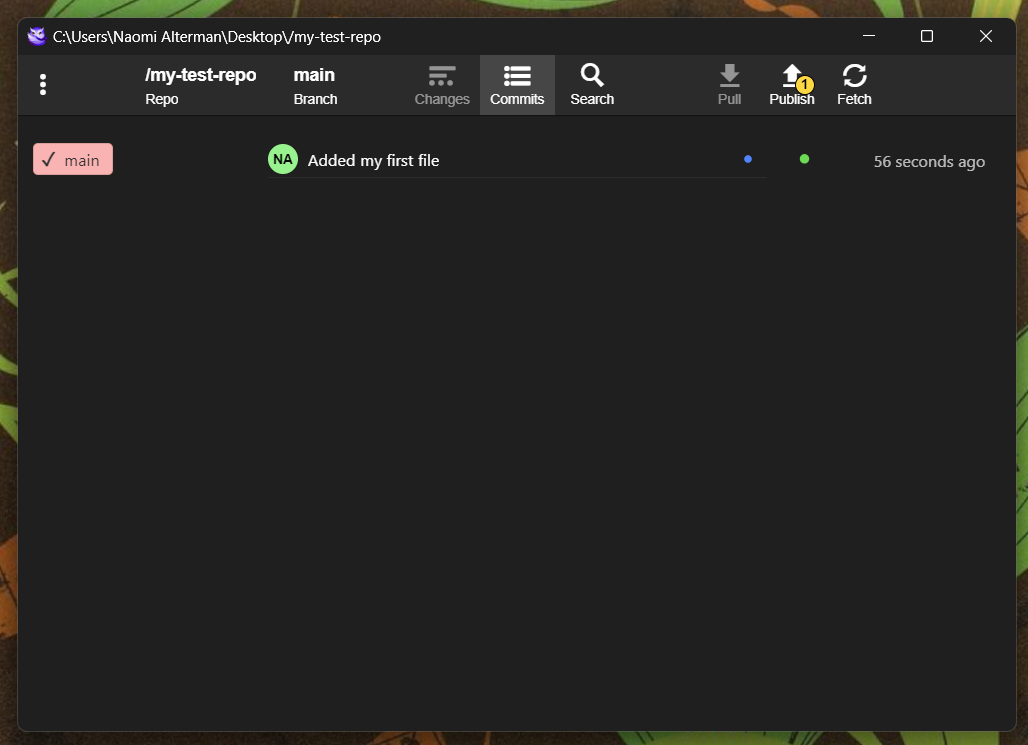 C:\Users\Naomi Alterman\Desktop\/my-test-repo
/my-test-repo
Repo
main
Branch
Changes
Commits
Search
Pull
1
Publish
Fetch
✓ main
NA
Added my first file
56 seconds ago